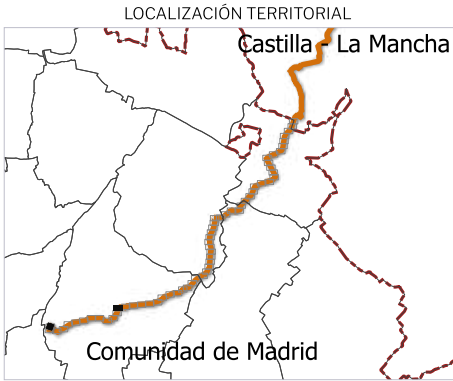 LOCALIZACIÓN TERRITORIAL
Castilla - La Mancha
Comunidad de Madrid